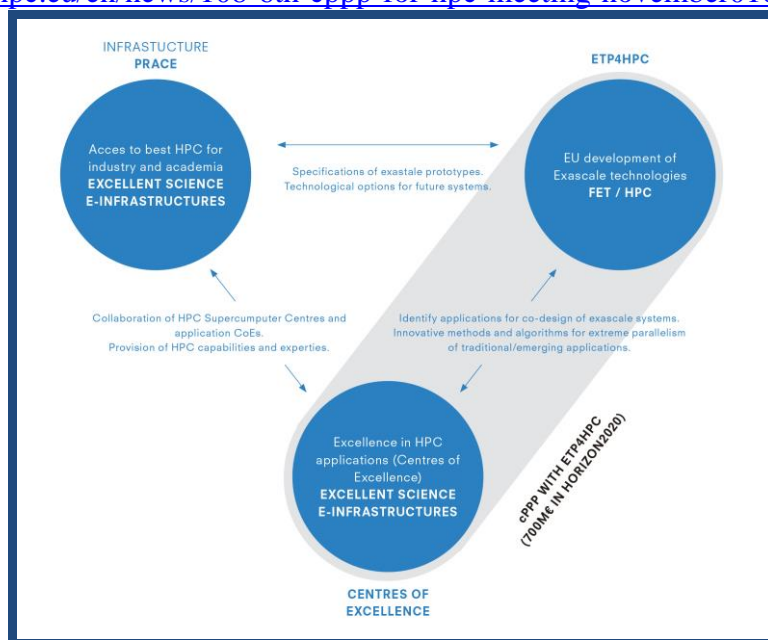 INFRASTUCTURE
PRACE
Acces to best HPC for
industry and academia
EXCELLENT SCIENCE
E-INFRASTRUCTURES
ETP4HPC
EU development of
Exascale technologies
FET / HPC
Specifications of exastale prototypes.
Technological options for future systems.
Collaboration of HPC Supercumputer Centres and
application CoEs.
Provision of HPC capabilities and experties.
Identify applications for co-design of exascale systems.
Innovative methods and algorithms for extreme parallelism
of traditional/emerging applications.
Excellence in HPC
applications (Centres of
Excellence)
EXCELLENT SCIENCE
E-INFRASTRUCTURES
cPPP WITH ETP4HPC
(700M€ IN HORIZON2020)
CENTRES OF
EXCELLENCE